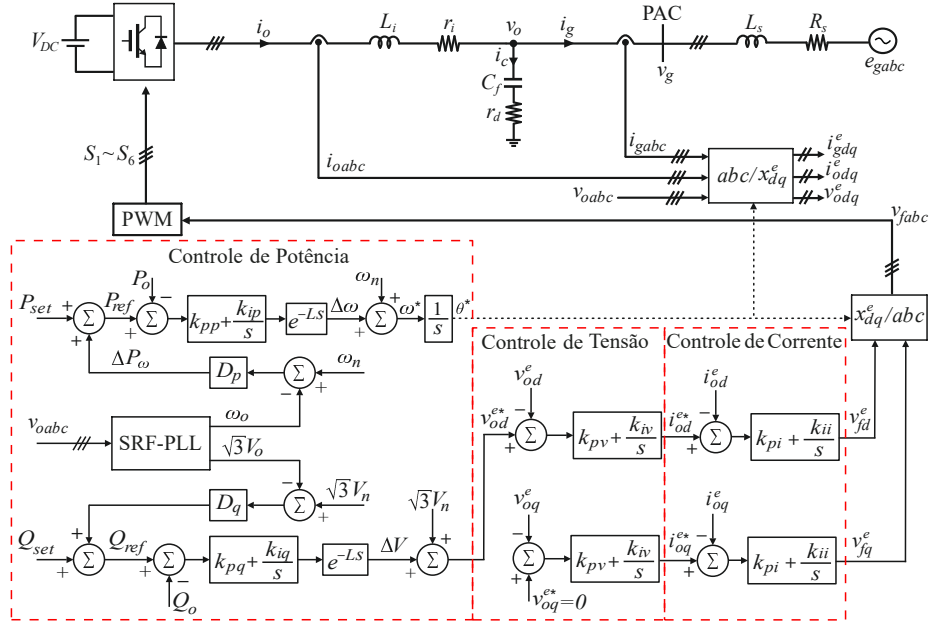 V_DC
i_o
L_i
r_i
v_o
i_g
PAC
L_s
R_s
i_c
C_f
r_d
v_g
e_gabc
S_1~S_6
i_oabc
i_gabc
v_oabc
abc/x^e_dq
i^e_gdq
i^e_odq
v^e_odq
PWM
v_fabc
Controle de Potência
P_o
ω_n
P_set
+
+
Σ
P_ref
+
−
Σ
k_pp+k_ip/s
e^-Ls
Δω
+
+
Σ
ω*
1/s
θ*
x^e_dq/abc
ΔP_ω
D_p
−
+
Σ
ω_n
v_oabc
SRF-PLL
ω_o
√3V_o
D_q
−
+
Σ
√3V_n
√3V_n
Q_set
+
+
Σ
Q_ref
+
−
Σ
Q_o
k_pq+k_iq/s
e^-Ls
ΔV
+
+
Σ
Controle de Tensão
v^e_od
v^e*_od
−
+
Σ
k_pv+k_iv/s
i^e*_od
v^e_oq
−
+
Σ
v^e*_oq=0
k_pv+k_iv/s
i^e*_oq
Controle de Corrente
i^e_od
−
+
Σ
k_pi+k_ii/s
v^e_fd
i^e_oq
−
+
Σ
k_pi+k_ii/s
v^e_fq